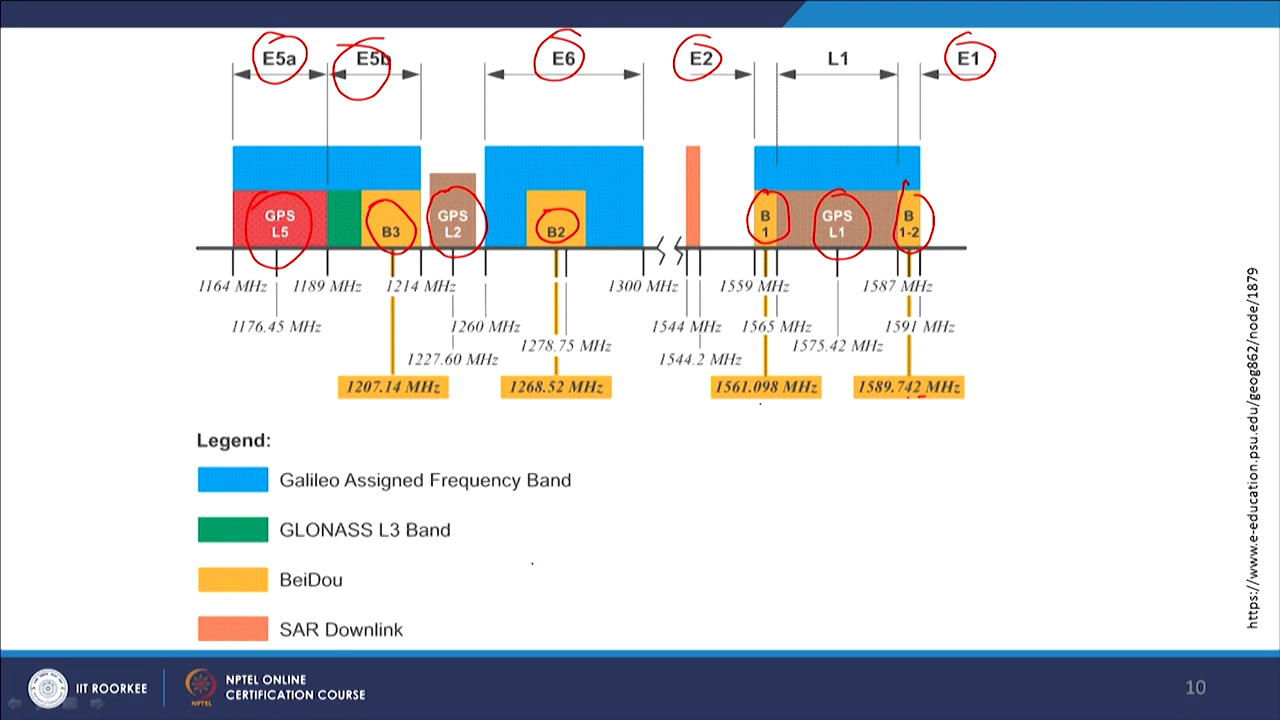 E5a E5b E6 E2 L1 E1
GPS L5
B3
GPS L2
B2
B 1
GPS L1
B 1-2
1164 MHz 1189 MHz 1214 MHz 1300 MHz 1559 MHz 1587 MHz
1176.45 MHz 1260 MHz 1544 MHz 1565 MHz 1591 MHz
1278.75 MHz 1575.42 MHz
1227.60 MHz 1544.2 MHz
1207.14 MHz 1268.52 MHz 1561.098 MHz 1589.742 MHz
Legend:
Galileo Assigned Frequency Band
GLONASS L3 Band
BeiDou
SAR Downlink
https://www.e-education.psu.edu/geog862/node/1879
IIT ROORKEE
NPTEL
NPTEL ONLINE
CERTIFICATION COURSE
10